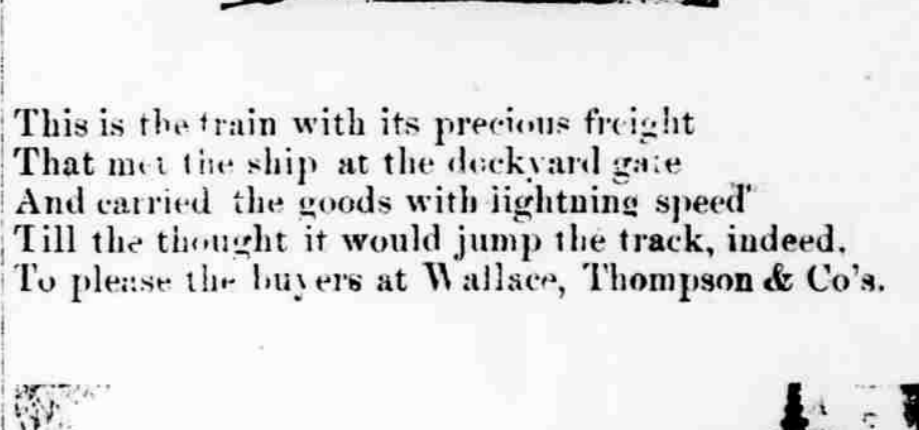 This is the train with its precious freight
That met the ship at the dockyard gate
And carried the goods with lightning speed
Till the thought it would jump the track, indeed,
To please the buyers at Wallace, Thompson & Co's.